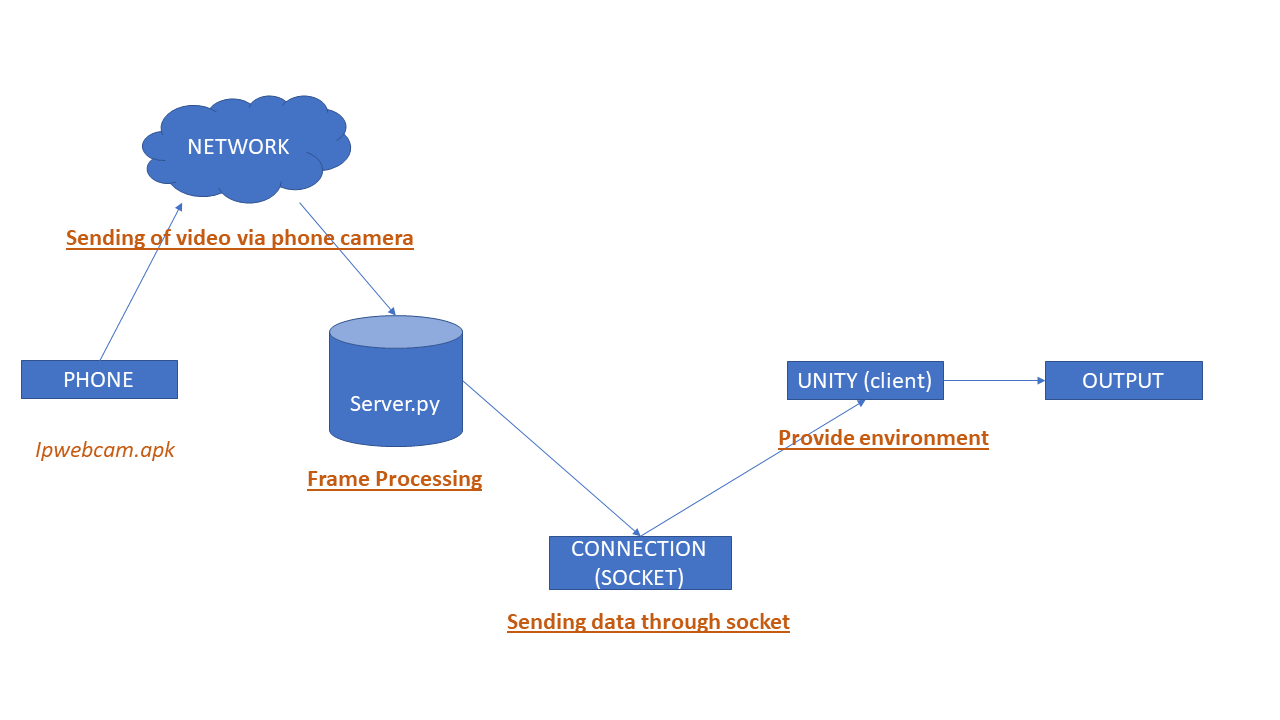 NETWORK
Sending of video via phone camera
PHONE
Ipwebcam.apk
Server.py
Frame Processing
CONNECTION
(SOCKET)
Sending data through socket
UNITY (client)
Provide environment
OUTPUT